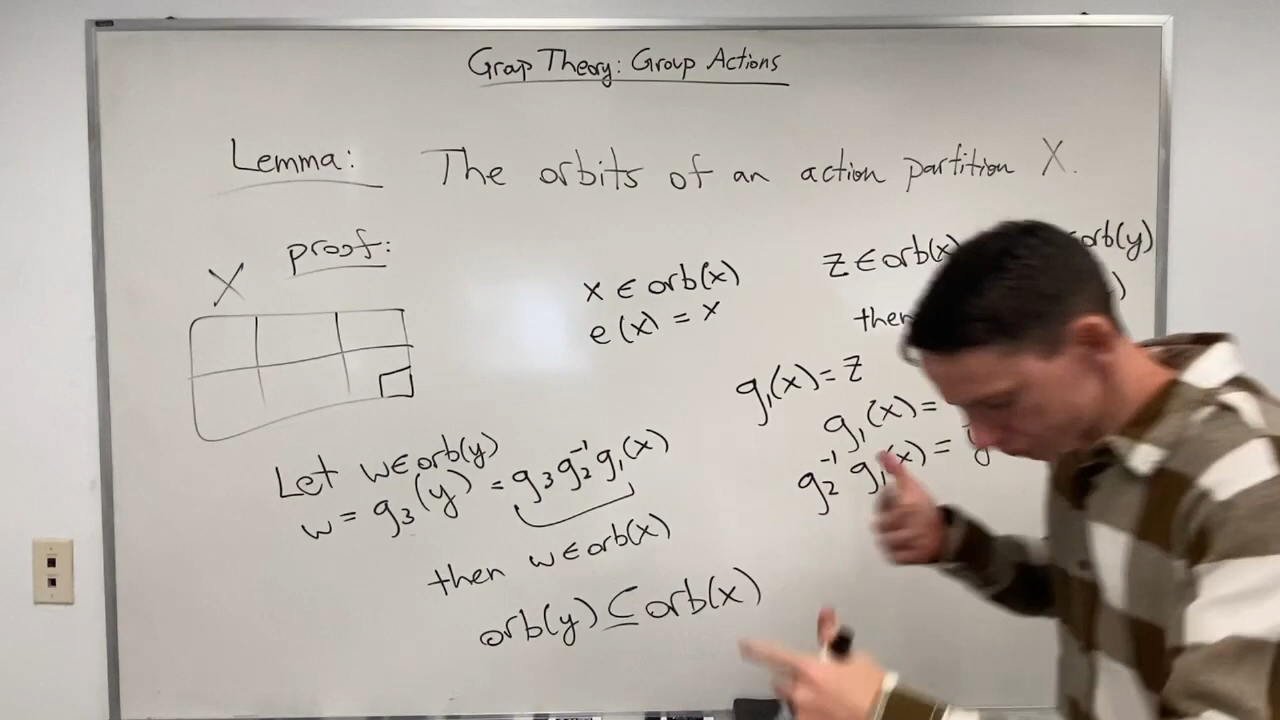 Group Theory: Group Actions
Lemma: The orbits of an action partition X.
proof:
X
x ∈ orb(x)
e(x) = x
z ∈ orb(x) orb(y)
then
g₁(x) = z
g₁(x) =
g₂⁻¹ g₁(x) = y
Let w ∈ orb(y)
w = g₃(y) = g₃ g₂⁻¹ g₁(x)
then w ∈ orb(x)
orb(y) ⊆ orb(x)